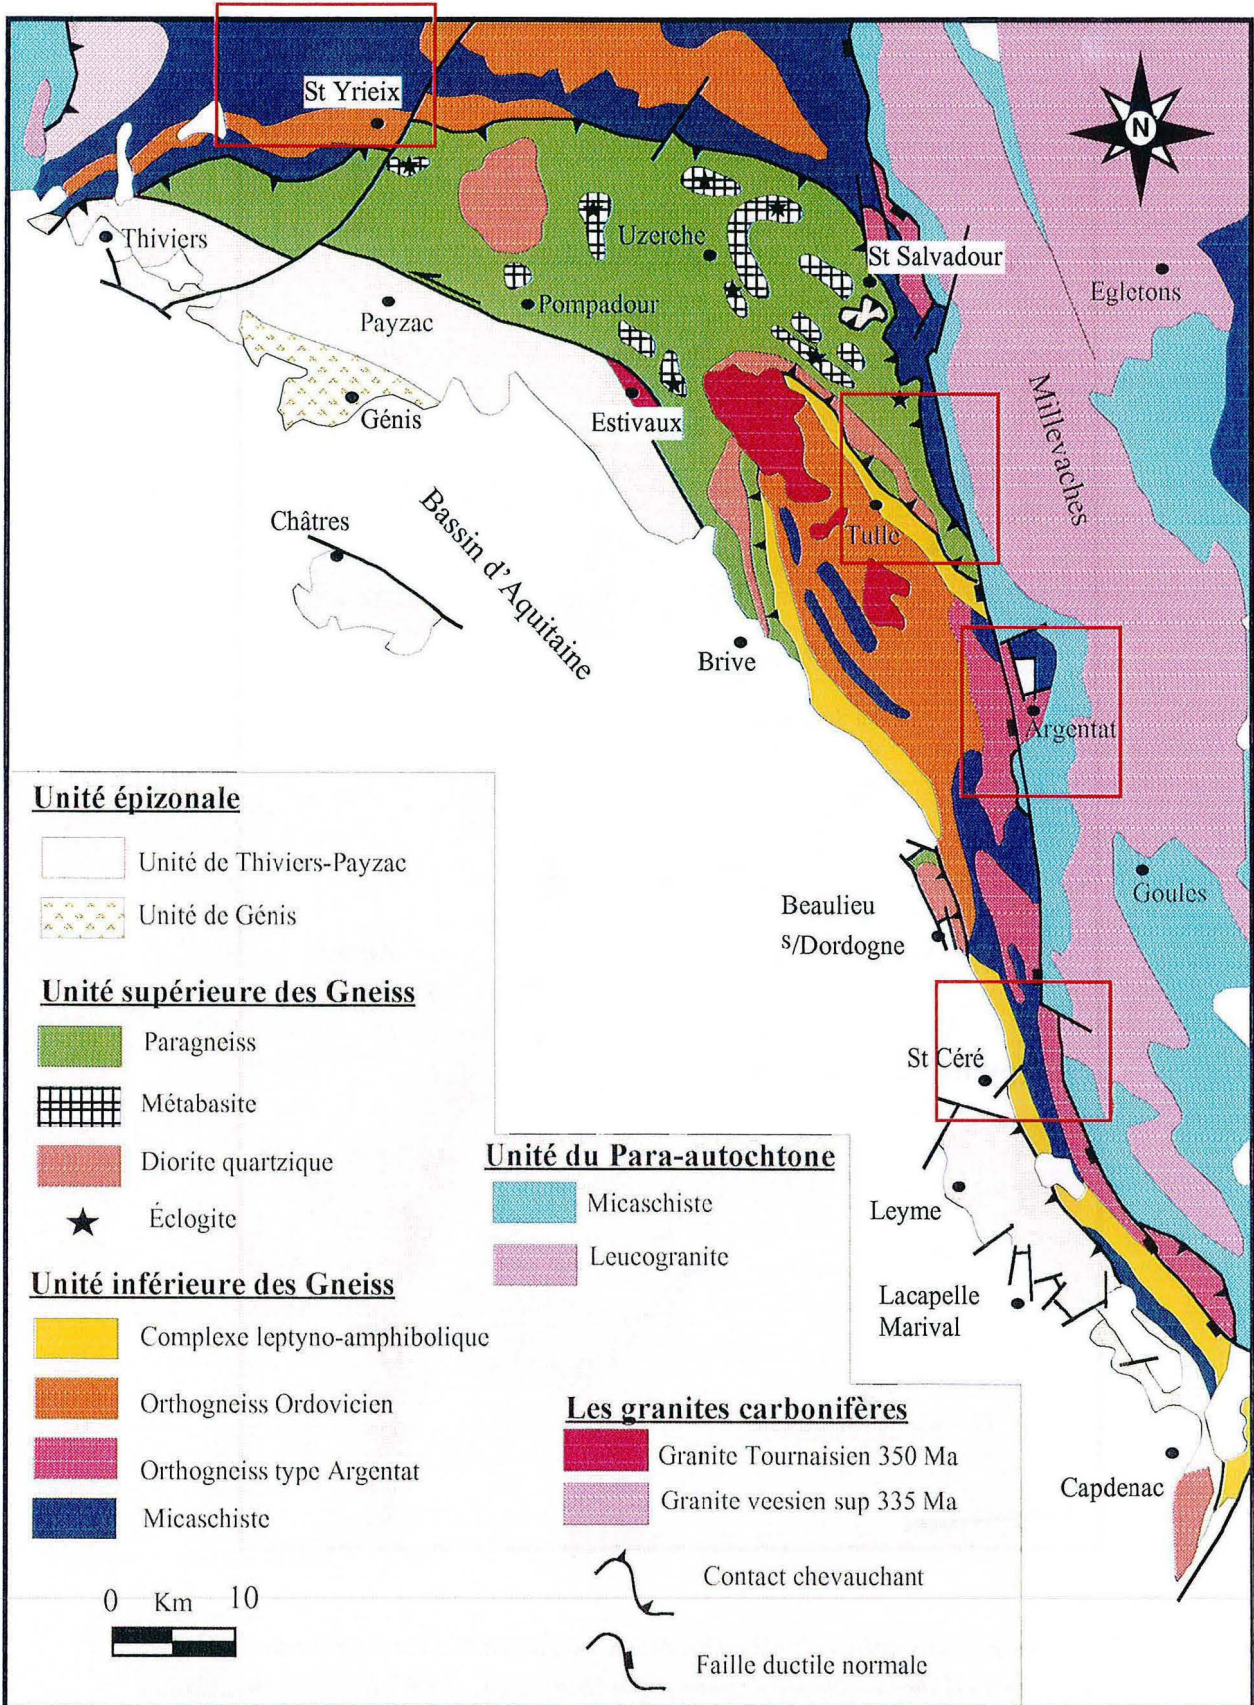 St Yrieix
N
Thiviers
Uzerche
St Salvadour
Egletons
Payzac
Pompadour
Génis
Estivaux
Millevaches
Châtres
Bassin d' Aquitaine
Tulle
Brive
Argentat
Goules
Beaulieu
s/Dordogne
St Céré
Leyme
Lacapelle
Marival
Capdenac
Unité épizonale
Unité de Thiviers-Payzac
Unité de Génis
Unité supérieure des Gneiss
Paragneiss
Métabasite
Diorite quartzique
Éclogite
Unité inférieure des Gneiss
Complexe leptyno-amphibolique
Orthogneiss Ordovicien
Orthogneiss type Argentat
Micaschiste
Unité du Para-autochtone
Micaschiste
Leucogranite
Les granites carbonifères
Granite Tournaisien 350 Ma
Granite veesien sup 335 Ma
Contact chevauchant
Faille ductile normale
0 Km 10